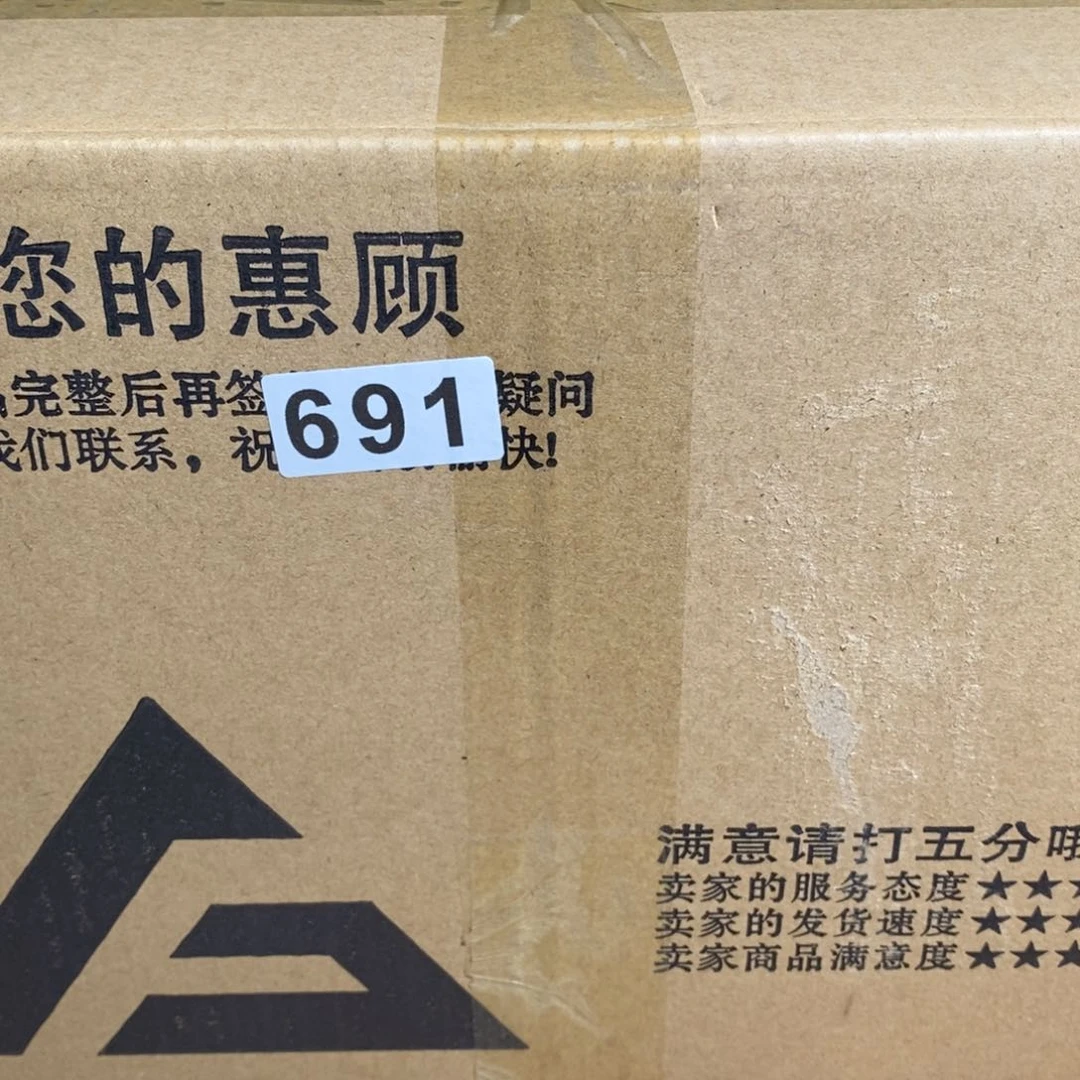 您的惠顾
完整后再签 疑问
我们联系，祝 愉快!
691
满意请打五分哦
卖家的服务态度★★★
卖家的发货速度★★★
卖家商品满意度★★★